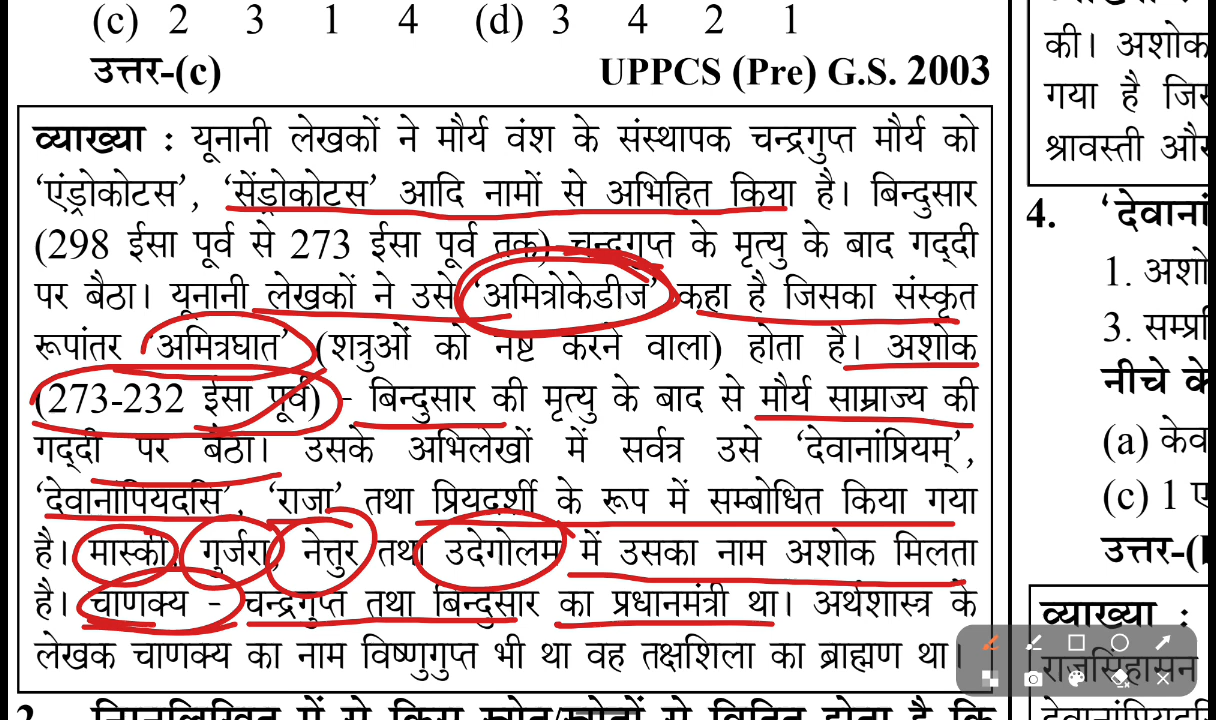 (c) 2 3 1 4 (d) 3 4 2 1
उत्तर-(c) UPPCS (Pre) G.S. 2003
व्याख्या : यूनानी लेखकों ने मौर्य वंश के संस्थापक चन्द्रगुप्त मौर्य को
‘एंड्रोकोटस’, ‘सेंड्रोकोटस’ आदि नामों से अभिहित किया है। बिन्दुसार
(298 ईसा पूर्व से 273 ईसा पूर्व तक) चन्द्रगुप्त के मृत्यु के बाद गद्दी
पर बैठा। यूनानी लेखकों ने उसे ‘अमित्रोकेडीज’ कहा है जिसका संस्कृत
रूपांतर ‘अमित्रघात’ (शत्रुओं को नष्ट करने वाला) होता है। अशोक
(273-232 ईसा पूर्व) - बिन्दुसार की मृत्यु के बाद से मौर्य साम्राज्य की
गद्दी पर बैठा। उसके अभिलेखों में सर्वत्र उसे ‘देवानांप्रियम्’,
‘देवानांपियदसि’, ‘राजा’ तथा प्रियदर्शी के रूप में सम्बोधित किया गया
है। मास्की, गुर्जरा, नेत्तुर तथा उदेगोलम में उसका नाम अशोक मिलता
है। चाणक्य - चन्द्रगुप्त तथा बिन्दुसार का प्रधानमंत्री था। अर्थशास्त्र के
लेखक चाणक्य का नाम विष्णुगुप्त भी था वह तक्षशिला का ब्राह्मण था।
की। अशोक
गया है
श्रावस्ती
4. ‘देवानां
1. अशो
3. सम्प्र
नीचे के
(a) केव
(c) 1 ए
उत्तर-(
व्याख्या :
राजसिंहासन